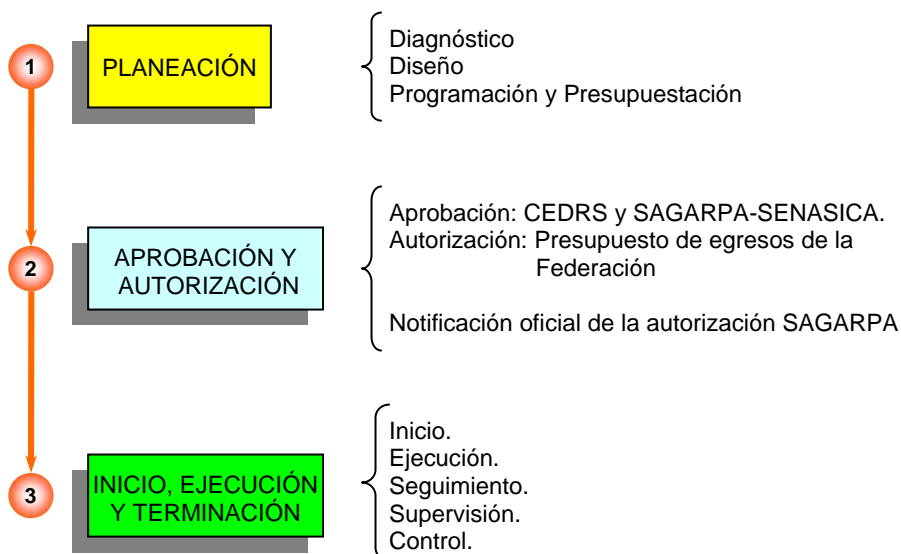 1
PLANEACIÓN
Diagnóstico
Diseño
Programación y Presupuestación
2
APROBACIÓN Y
AUTORIZACIÓN
Aprobación: CEDRS y SAGARPA-SENASICA.
Autorización: Presupuesto de egresos de la
Federación
Notificación oficial de la autorización SAGARPA
3
INICIO, EJECUCIÓN
Y TERMINACIÓN
Inicio.
Ejecución.
Seguimiento.
Supervisión.
Control.